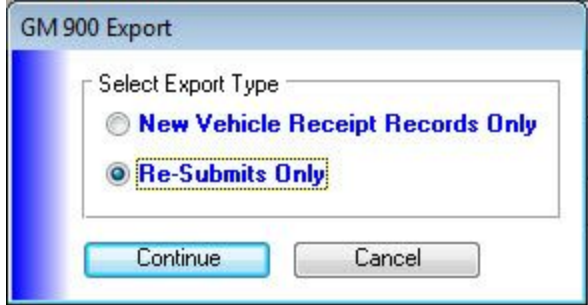 GM 900 Export
Select Export Type
New Vehicle Receipt Records Only
Re-Submits Only
Continue Cancel